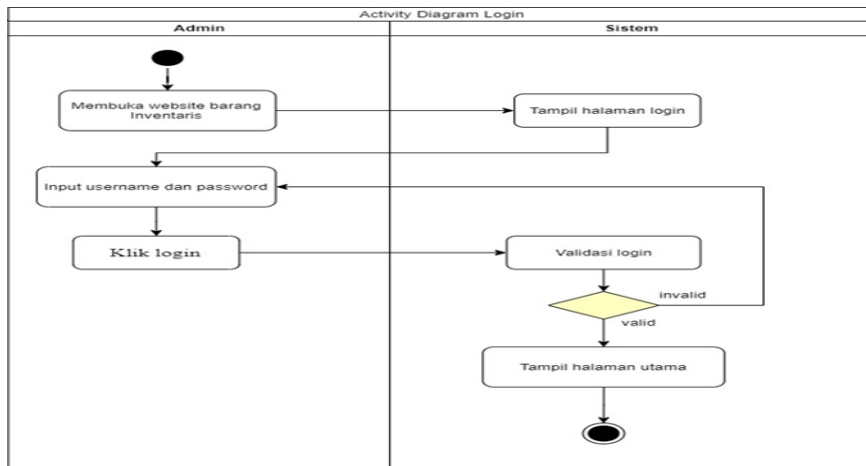 Activity Diagram Login
Admin
Sistem
Membuka website barang
Inventaris
Tampil halaman login
Input username dan password
Klik login
Validasi login
invalid
valid
Tampil halaman utama